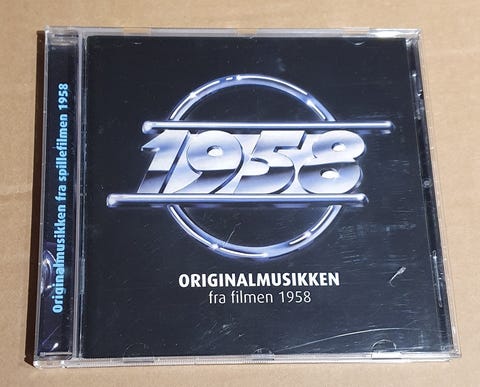 Originalmusikken fra spillefilmen 1958
1958
ORIGINALMUSIKKEN
fra filmen 1958